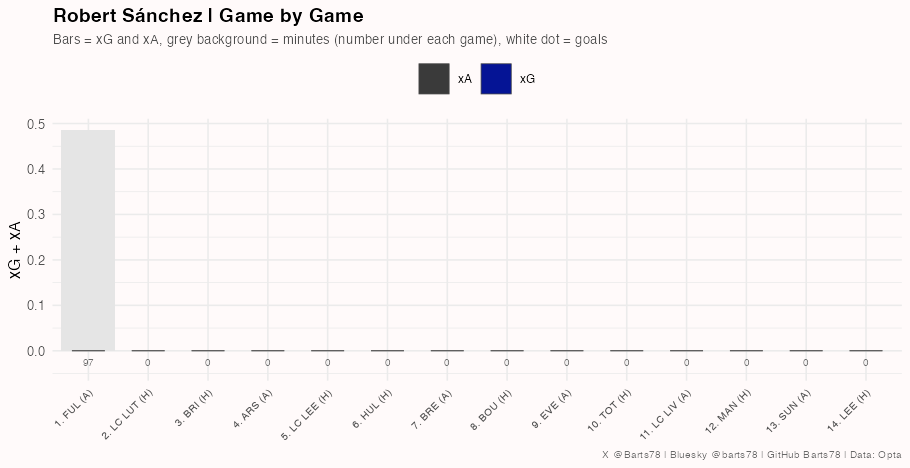 Robert Sánchez | Game by Game
Bars = xG and xA, grey background = minutes (number under each game), white dot = goals
xA xG
0.5
0.4
0.3
0.2
0.1
0.0
xG + xA
97 0 0 0 0 0 0 0 0 0 0 0 0 0
1. FUL (A)
2. LC LUT (H)
3. BRI (H)
4. ARS (A)
5. LC LEE (H)
6. HUL (H)
7. BRE (A)
8. BOU (H)
9. EVE (A)
10. TOT (H)
11. LC LIV (A)
12. MAN (H)
13. SUN (A)
14. LEE (H)
X @Barts78 | Bluesky @barts78 | GitHub Barts78 | Data: Opta